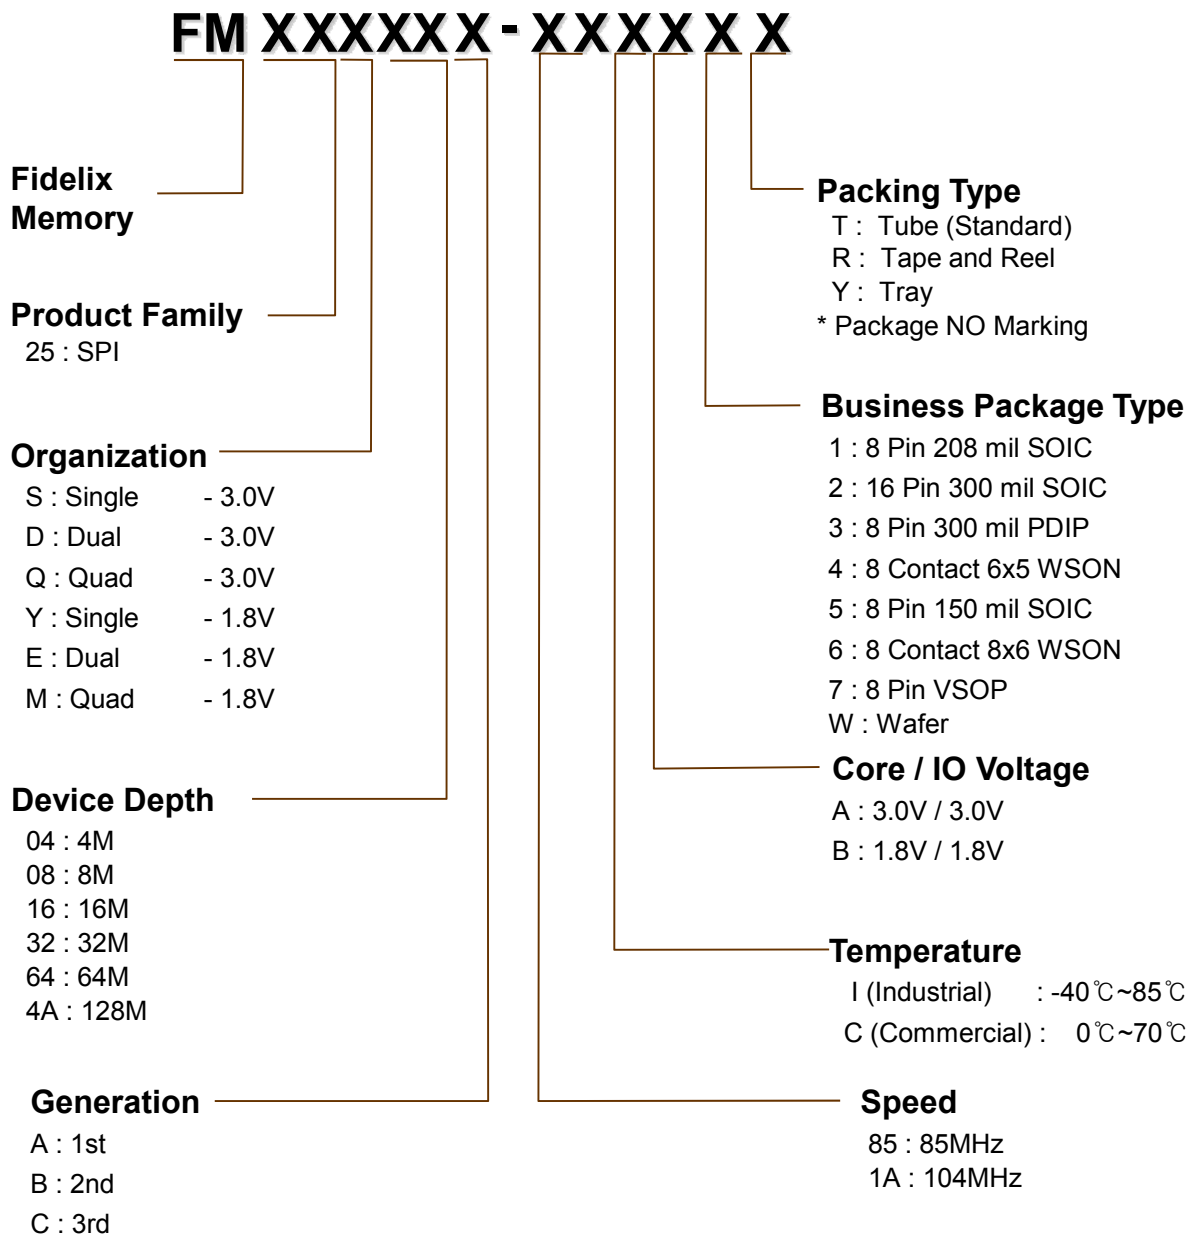 FM XXXXXX - XXXXXX
Fidelix
Memory
Product Family
25 : SPI
Organization
S : Single - 3.0V
D : Dual - 3.0V
Q : Quad - 3.0V
Y : Single - 1.8V
E : Dual - 1.8V
M : Quad - 1.8V
Device Depth
04 : 4M
08 : 8M
16 : 16M
32 : 32M
64 : 64M
4A : 128M
Generation
A : 1st
B : 2nd
C : 3rd
Packing Type
T : Tube (Standard)
R : Tape and Reel
Y : Tray
* Package NO Marking
Business Package Type
1 : 8 Pin 208 mil SOIC
2 : 16 Pin 300 mil SOIC
3 : 8 Pin 300 mil PDIP
4 : 8 Contact 6x5 WSON
5 : 8 Pin 150 mil SOIC
6 : 8 Contact 8x6 WSON
7 : 8 Pin VSOP
W : Wafer
Core / IO Voltage
A : 3.0V / 3.0V
B : 1.8V / 1.8V
Temperature
I (Industrial) : -40℃~85℃
C (Commercial) : 0℃~70℃
Speed
85 : 85MHz
1A : 104MHz